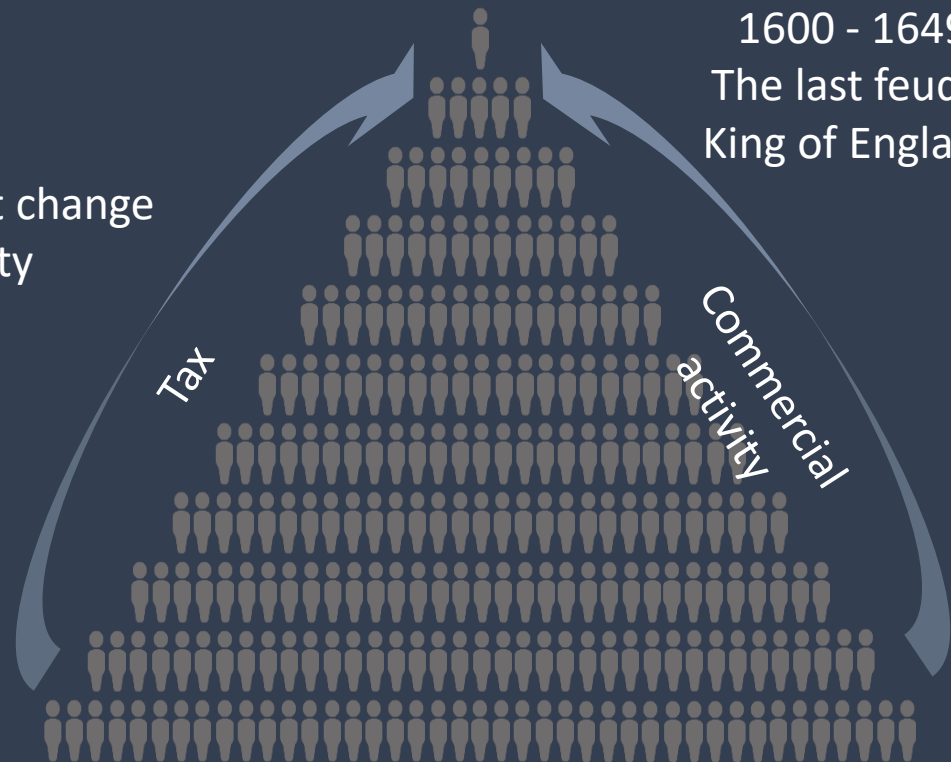 1600 - 1649
The last feud
King of Engla
t change
ty
Tax
Commercial
activity